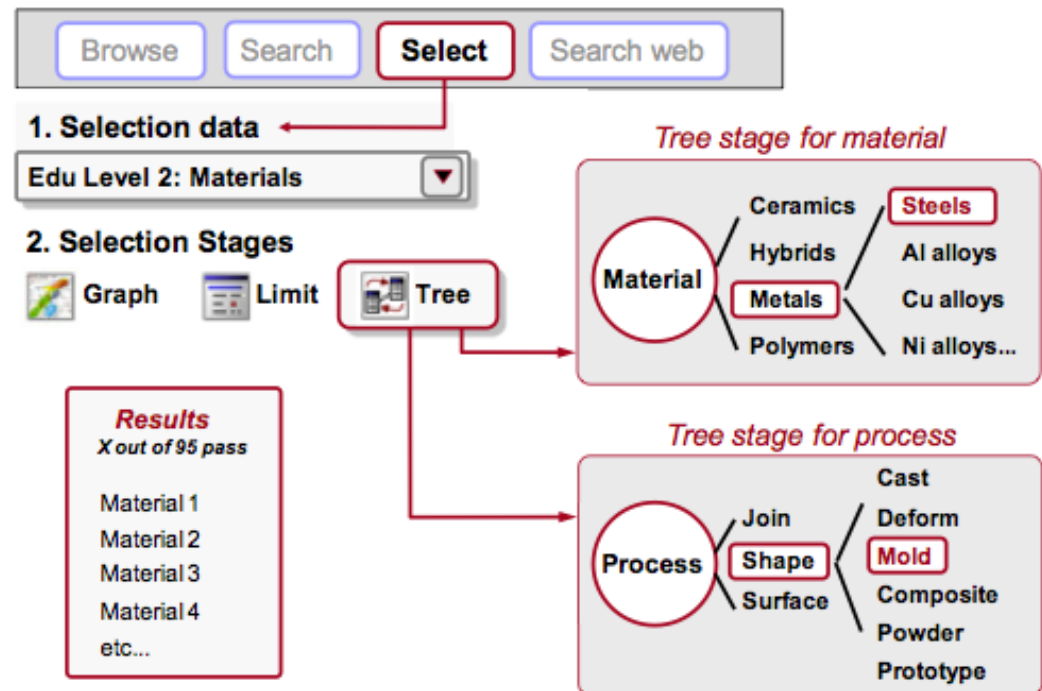 Browse Search Select Search web
1. Selection data
Edu Level 2: Materials
2. Selection Stages
Graph Limit Tree
Results
X out of 95 pass
Material 1
Material 2
Material 3
Material 4
etc...
Tree stage for material
Material
Ceramics
Hybrids
Metals
Polymers
Steels
Al alloys
Cu alloys
Ni alloys...
Tree stage for process
Process
Join
Shape
Surface
Cast
Deform
Mold
Composite
Powder
Prototype